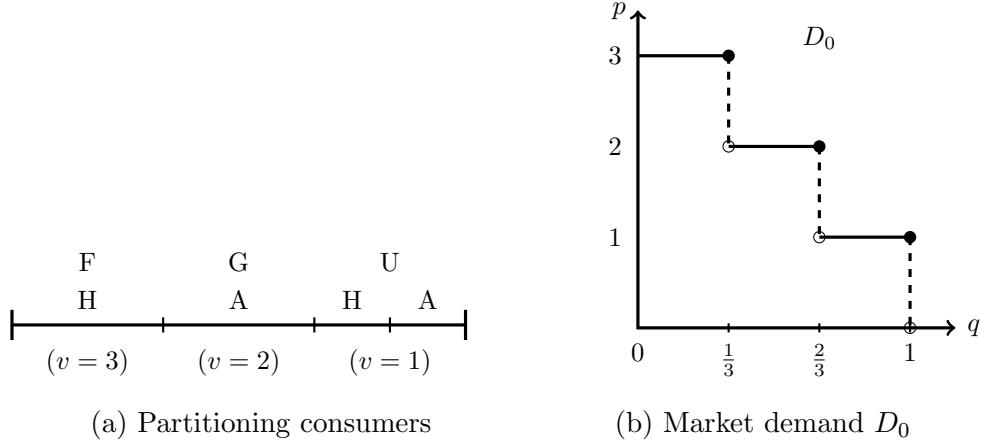 F G U
H A H A
(v = 3) (v = 2) (v = 1)
(a) Partitioning consumers
p
D₀
3
2
1
0 1/3 2/3 1
q
(b) Market demand D₀